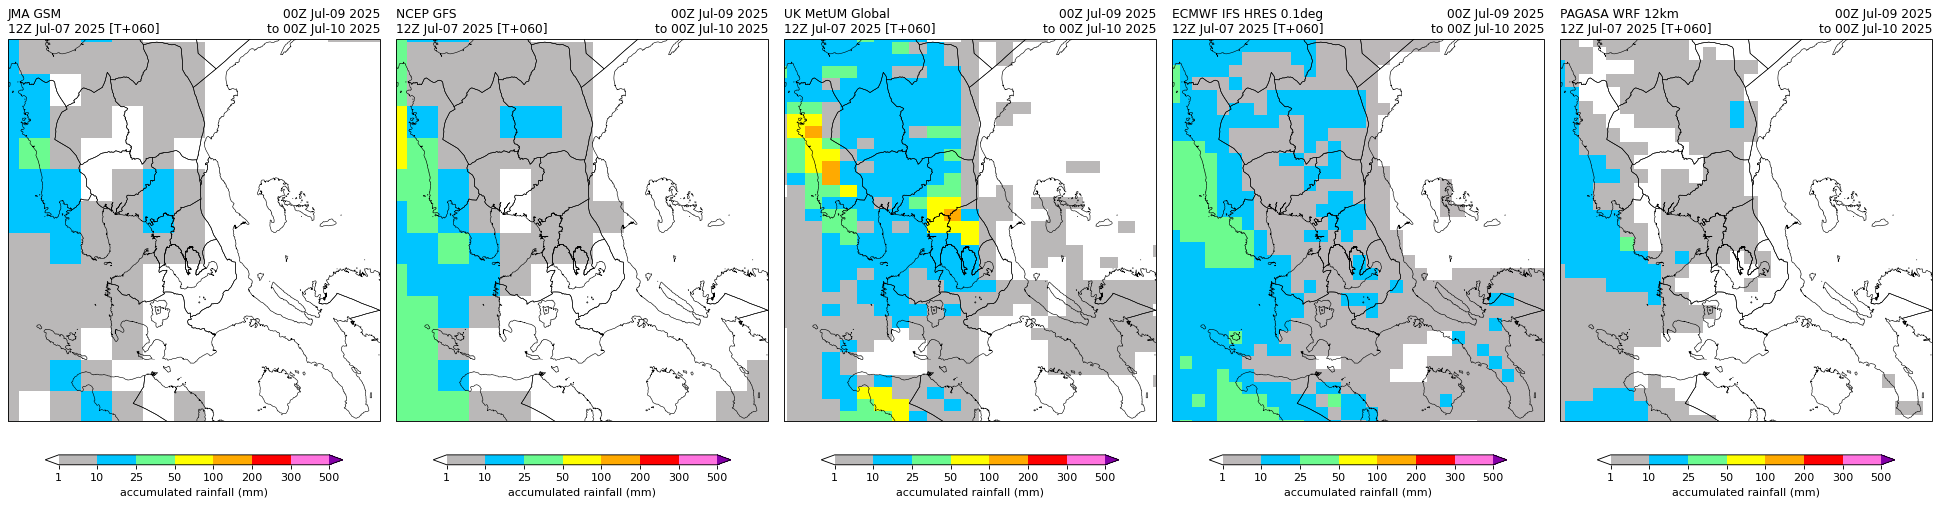 JMA GSM 00Z Jul-09 2025
12Z Jul-07 2025 [T+060] to 00Z Jul-10 2025
1 10 25 50 100 200 300 500
accumulated rainfall (mm)
NCEP GFS 00Z Jul-09 2025
12Z Jul-07 2025 [T+060] to 00Z Jul-10 2025
1 10 25 50 100 200 300 500
accumulated rainfall (mm)
UK MetUM Global 00Z Jul-09 2025
12Z Jul-07 2025 [T+060] to 00Z Jul-10 2025
1 10 25 50 100 200 300 500
accumulated rainfall (mm)
ECMWF IFS HRES 0.1deg 00Z Jul-09 2025
12Z Jul-07 2025 [T+060] to 00Z Jul-10 2025
1 10 25 50 100 200 300 500
accumulated rainfall (mm)
PAGASA WRF 12km 00Z Jul-09 2025
12Z Jul-07 2025 [T+060] to 00Z Jul-10 2025
1 10 25 50 100 200 300 500
accumulated rainfall (mm)